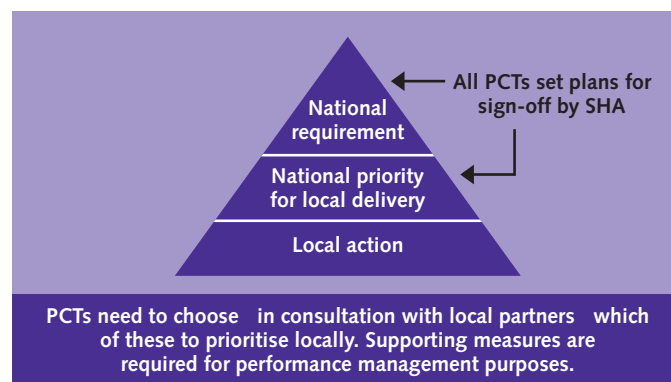 All PCTs set plans for
sign-off by SHA
National
requirement
National priority
for local delivery
Local action
PCTs need to choose in consultation with local partners which
of these to prioritise locally. Supporting measures are
required for performance management purposes.